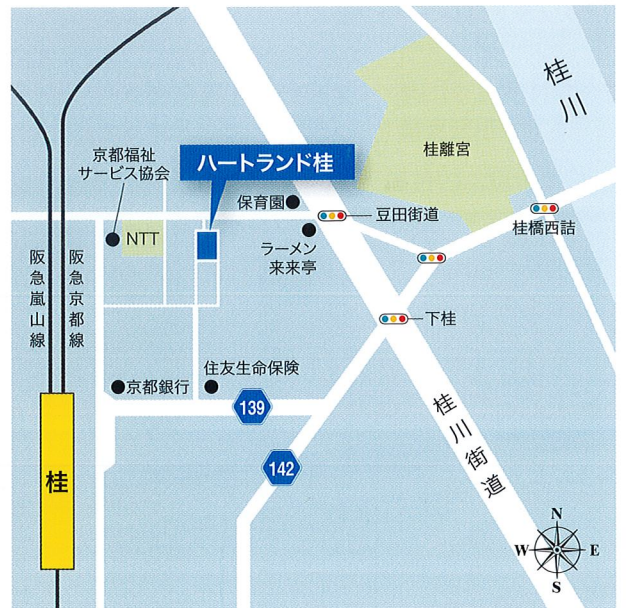 桂川
桂離宮
京都福祉
サービス協会
ハートランド桂
保育園
豆田街道
桂橋西詰
NTT
ラーメン
来来亭
阪急嵐山線
阪急京都線
下桂
住友生命保険
京都銀行
139
桂川街道
142
桂
N
W
E
S